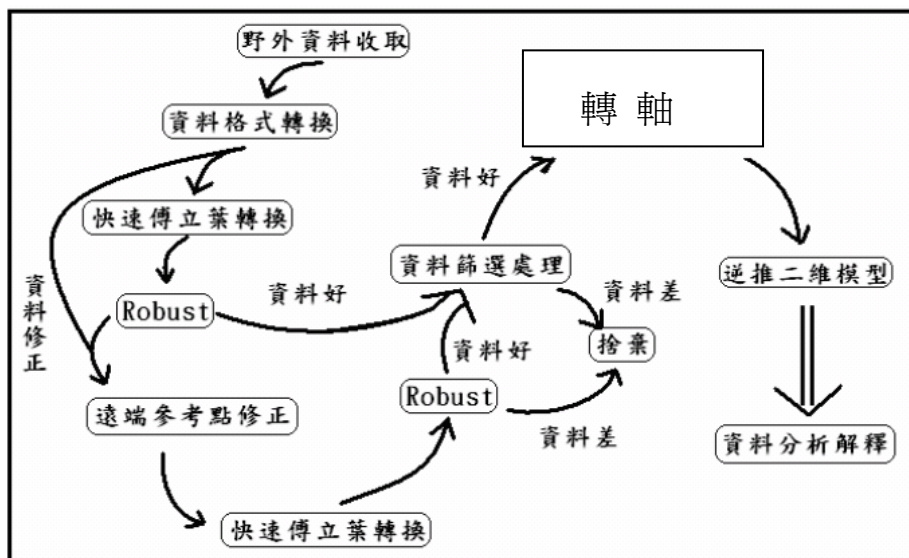 野外資料收取
資料格式轉換
快速傅立葉轉換
Robust
資料修正
遠端參考點修正
快速傅立葉轉換
Robust
資料好
資料好
資料差
資料篩選處理
資料差
捨棄
資料好
轉 軸
逆推二維模型
資料分析解釋